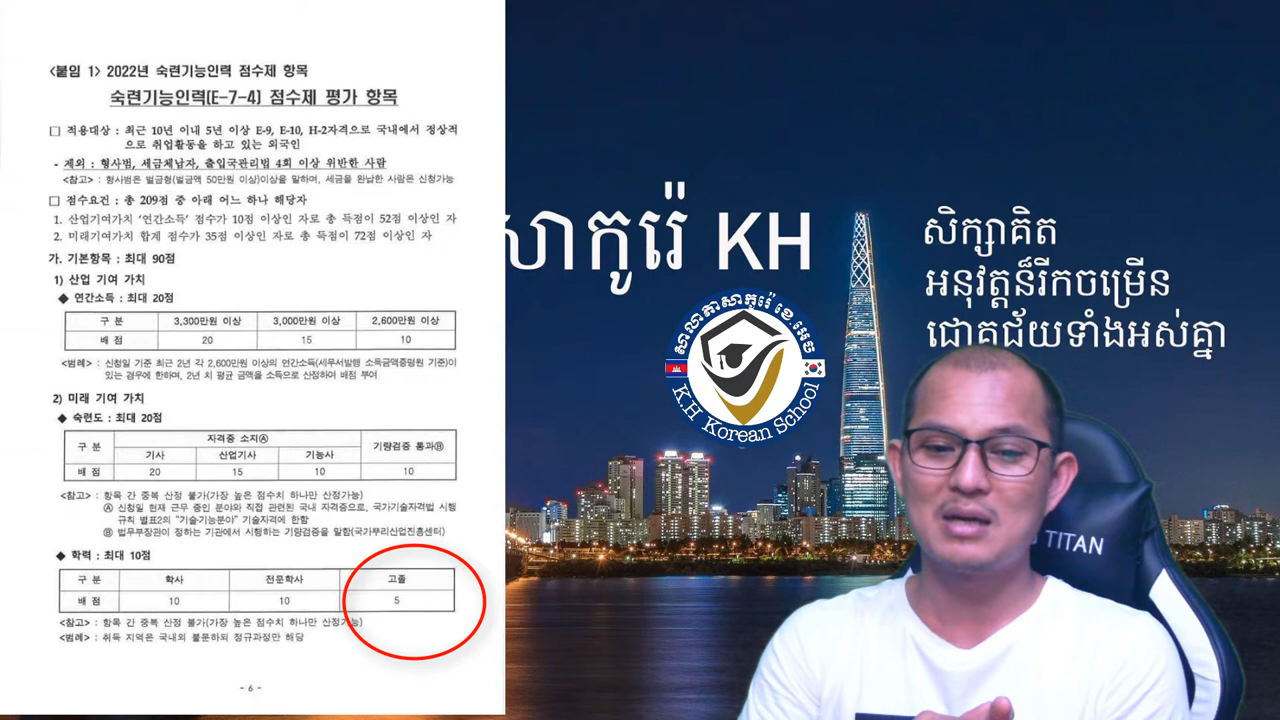 <붙임 1> 2022년 숙련기능인력 점수제 항목
숙련기능인력(E-7-4) 점수제 평가 항목
□ 적용대상 : 최근 10년 이내 5년 이상 E-9, E-10, H-2자격으로 국내에서 정상적
으로 취업활동을 하고 있는 외국인
- 제외 : 형사범, 세금체납자, 출입국관리법 4회 이상 위반한 사람
<참고> : 형사범은 벌금형(벌금액 50만원 이상)이상을 말하며, 세금을 완납한 사람은 신청가능
□ 점수요건 : 총 209점 중 아래 어느 하나 해당자
1. 산업기여가치 '연간소득' 점수가 10점 이상인 자로 총 득점이 52점 이상인 자
2. 미래기여가치 합계 점수가 35점 이상인 자로 총 득점이 72점 이상인 자
가. 기본항목 : 최대 90점
1) 산업 기여 가치
◆ 연간소득 : 최대 20점
구 분 3,300만원 이상 3,000만원 이상 2,600만원 이상
배 점 20 15 10
<범례> : 신청일 기준 최근 2년 각 2,600만원 이상의 연간소득(세무서발행 소득금액증명원 기준)이
있는 경우에 한하며, 2년 치 평균 금액을 소득으로 산정하여 배점 부여
2) 미래 기여 가치
◆ 숙련도 : 최대 20점
구 분 자격증 소지Ⓐ 기량검증 통과Ⓑ
기사 산업기사 기능사
배 점 20 15 10 10
<참고> : 항목 간 중복 산정 불가(가장 높은 점수치 하나만 산정가능)
Ⓐ 신청일 현재 근무 중인 분야와 직접 관련된 국내 자격증으로, 국가기술자격법 시행
규칙 별표2의 "기술·기능분야" 기술자격에 한함
Ⓑ 법무부장관이 정하는 기관에서 시행하는 기량검증을 말함(국가뿌리산업진흥센터)
◆ 학력 : 최대 10점
구 분 학사 전문학사 고졸
배 점 10 10 5
<참고> : 항목 간 중복 산정 불가(가장 높은 점수치 하나만 산정가능)
<범례> : 취득 지역은 국내외 불문하되 정규과정만 해당
- 6 -
សាកូរ៉េ KH
សាលាភាសាកូរ៉េ ខេ.អេច
K.H Korean School
សិក្សាគិត
អនុវត្តន៏រីកចម្រើន
ជោគជ័យទាំងអស់គ្នា
TITAN